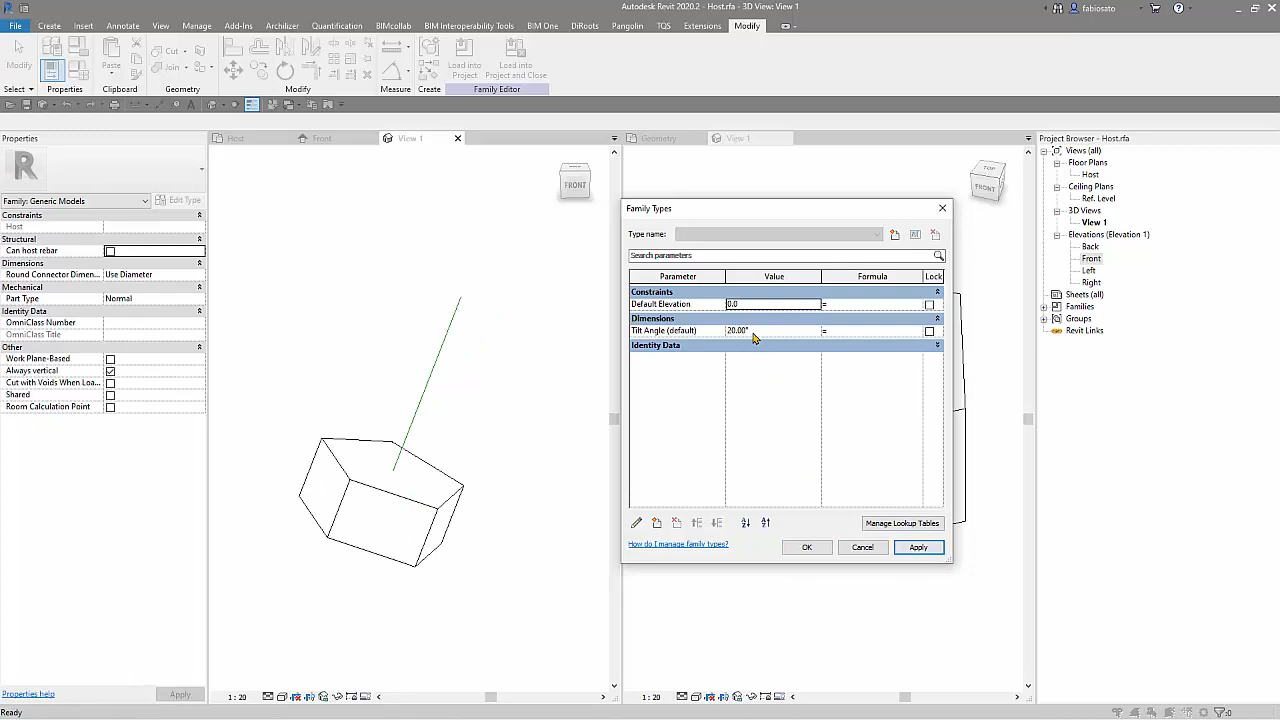 Autodesk Revit 2020.2 - Host.rfa - 3D View: View 1
fabiosato
File Create Insert Annotate View Manage Add-Ins Archilizer Quantification BIMcollab BIM Interoperability Tools BIM One DiRoots Pangolin TQS Extensions Modify
Modify
Paste
Cut
Join
Load into
Project
Load into
Project and Close
Select Properties Clipboard Geometry Modify Measure Create Family Editor
Properties
Host Front View 1
Geometry View 1
Project Browser - Host.rfa
R
Family: Generic Models
Edit Type
Constraints
Host
Structural
Can host rebar
Dimensions
Round Connector Dimen... Use Diameter
Mechanical
Part Type Normal
Identity Data
OmniClass Number
OmniClass Title
Other
Work Plane-Based
Always vertical
Cut with Voids When Loa...
Shared
Room Calculation Point
Properties help
Apply
FRONT
TOP
FRONT
Family Types
Type name:
Search parameters
Parameter Value Formula Lock
Constraints
Default Elevation 0.0 =
Dimensions
Tilt Angle (default) 20.00° =
Identity Data
Manage Lookup Tables
How do I manage family types?
OK Cancel Apply
Views (all)
Floor Plans
Host
Ceiling Plans
Ref. Level
3D Views
View 1
Elevations (Elevation 1)
Back
Front
Left
Right
Sheets (all)
Families
Groups
Revit Links
1 : 20
1 : 20
Ready
:0